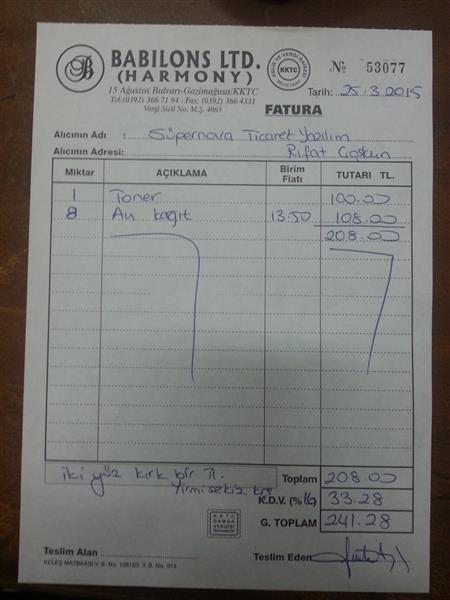 B
BABILONS LTD.
(HARMONY)
15 Ağustos Bulvarı-Gazimağusa/KKTC
Tel:(0392) 366 71 94 - Fax: (0392) 366 4331
Vergi Sicil No: M.Ş. 4065
KKTC
№ 53077
Tarih: 25.3.2015
FATURA
Alıcının Adı : Süpernova Ticaret Yazılım
Alıcının Adresi: Rıfat Coşkun
Miktar AÇIKLAMA Birim Fiatı TUTARI TL.
1 Toner 100.00
8 A4 kağıt 13.50 108.00
208.00
iki yüz kırk bir TL. Toplam 208.00
yirmisekiz krş K.D.V. (%16) 33.28
G. TOPLAM 241.28
KKTC
DAMGA
VERGİSİ
Teslim Alan Teslim Eden
KELEŞ MATBAASI V.S. No: 105153 X.B. No. 013